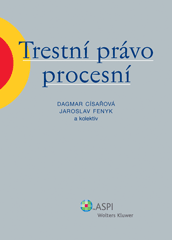 Trestní právo
procesní
DAGMAR CÍSAŘOVÁ
JAROSLAV FENYK
a kolektiv
ASPI
Wolters Kluwer